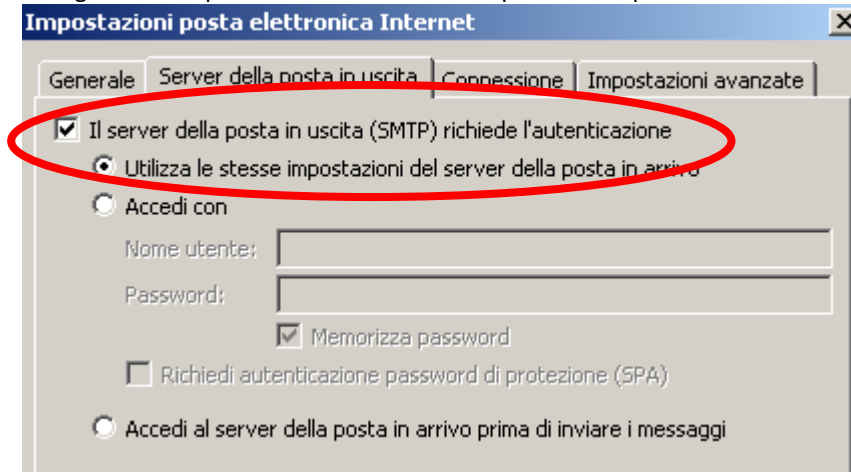 Impostazioni posta elettronica Internet
Generale Server della posta in uscita Connessione Impostazioni avanzate
Il server della posta in uscita (SMTP) richiede l'autenticazione
Utilizza le stesse impostazioni del server della posta in arrivo
Accedi con
Nome utente:
Password:
Memorizza password
Richiedi autenticazione password di protezione (SPA)
Accedi al server della posta in arrivo prima di inviare i messaggi